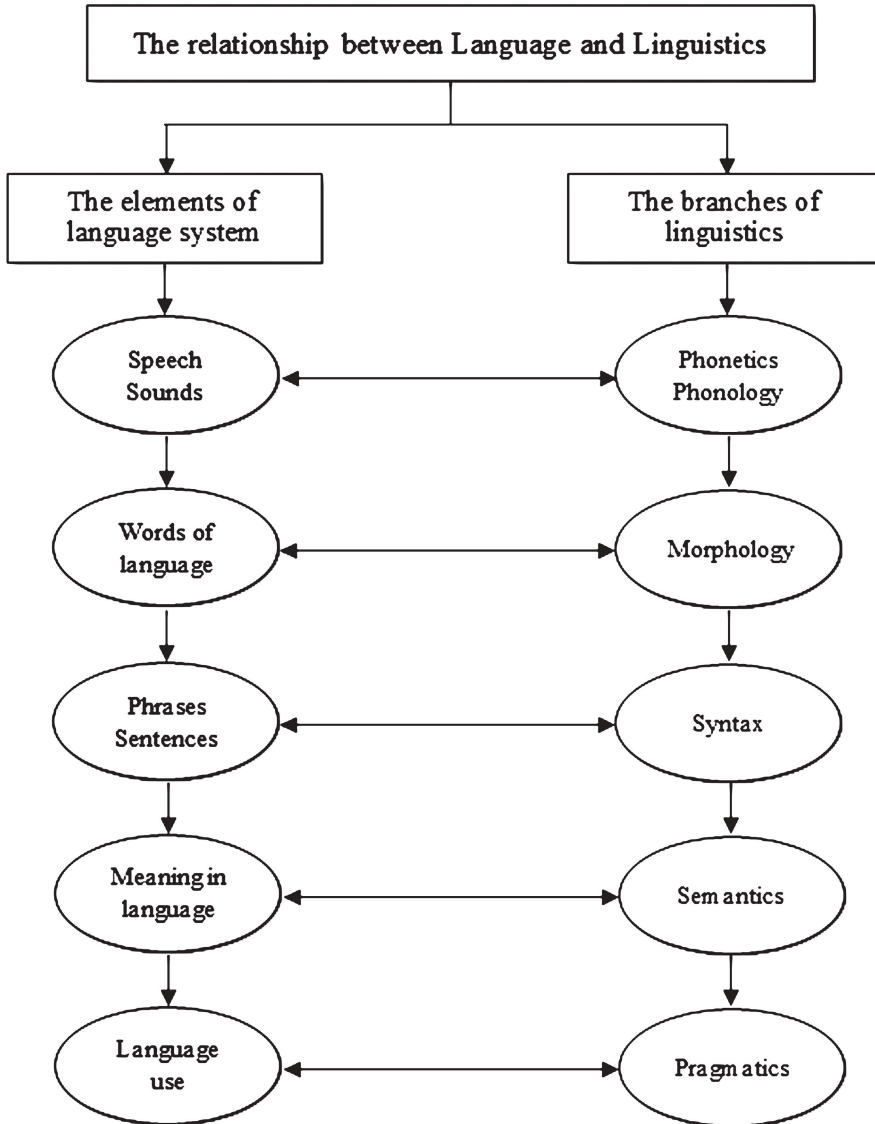 The relationship between Language and Linguistics
The elements of
language system
The branches of
linguistics
Speech
Sounds
Phonetics
Phonology
Words of
language
Morphology
Phrases
Sentences
Syntax
Meaning in
language
Semantics
Language
use
Pragmatics